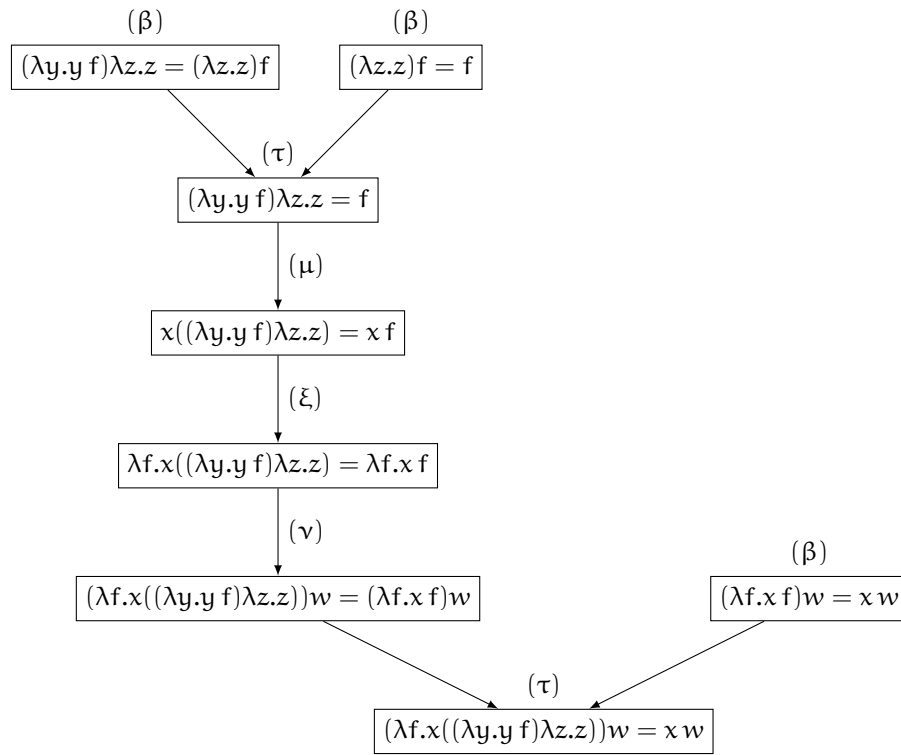 (β) (β)
(λy.y f)λz.z = (λz.z)f (λz.z)f = f
(τ)
(λy.y f)λz.z = f
(μ)
x((λy.y f)λz.z) = x f
(ξ)
λf.x((λy.y f)λz.z) = λf.x f
(ν)
(β)
(λf.x((λy.y f)λz.z))w = (λf.x f)w (λf.x f)w = x w
(τ)
(λf.x((λy.y f)λz.z))w = x w